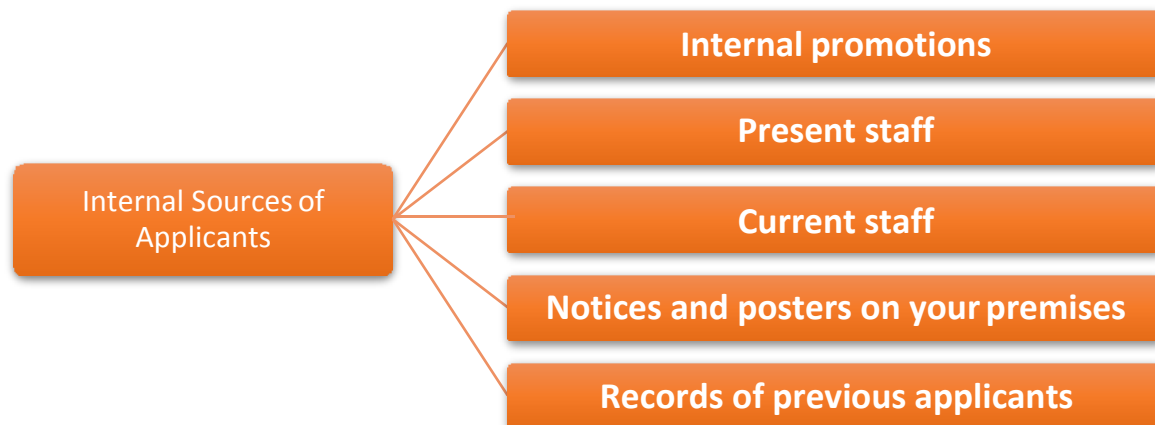 Internal promotions
Present staff
Internal Sources of
Applicants
Current staff
Notices and posters on your premises
Records of previous applicants